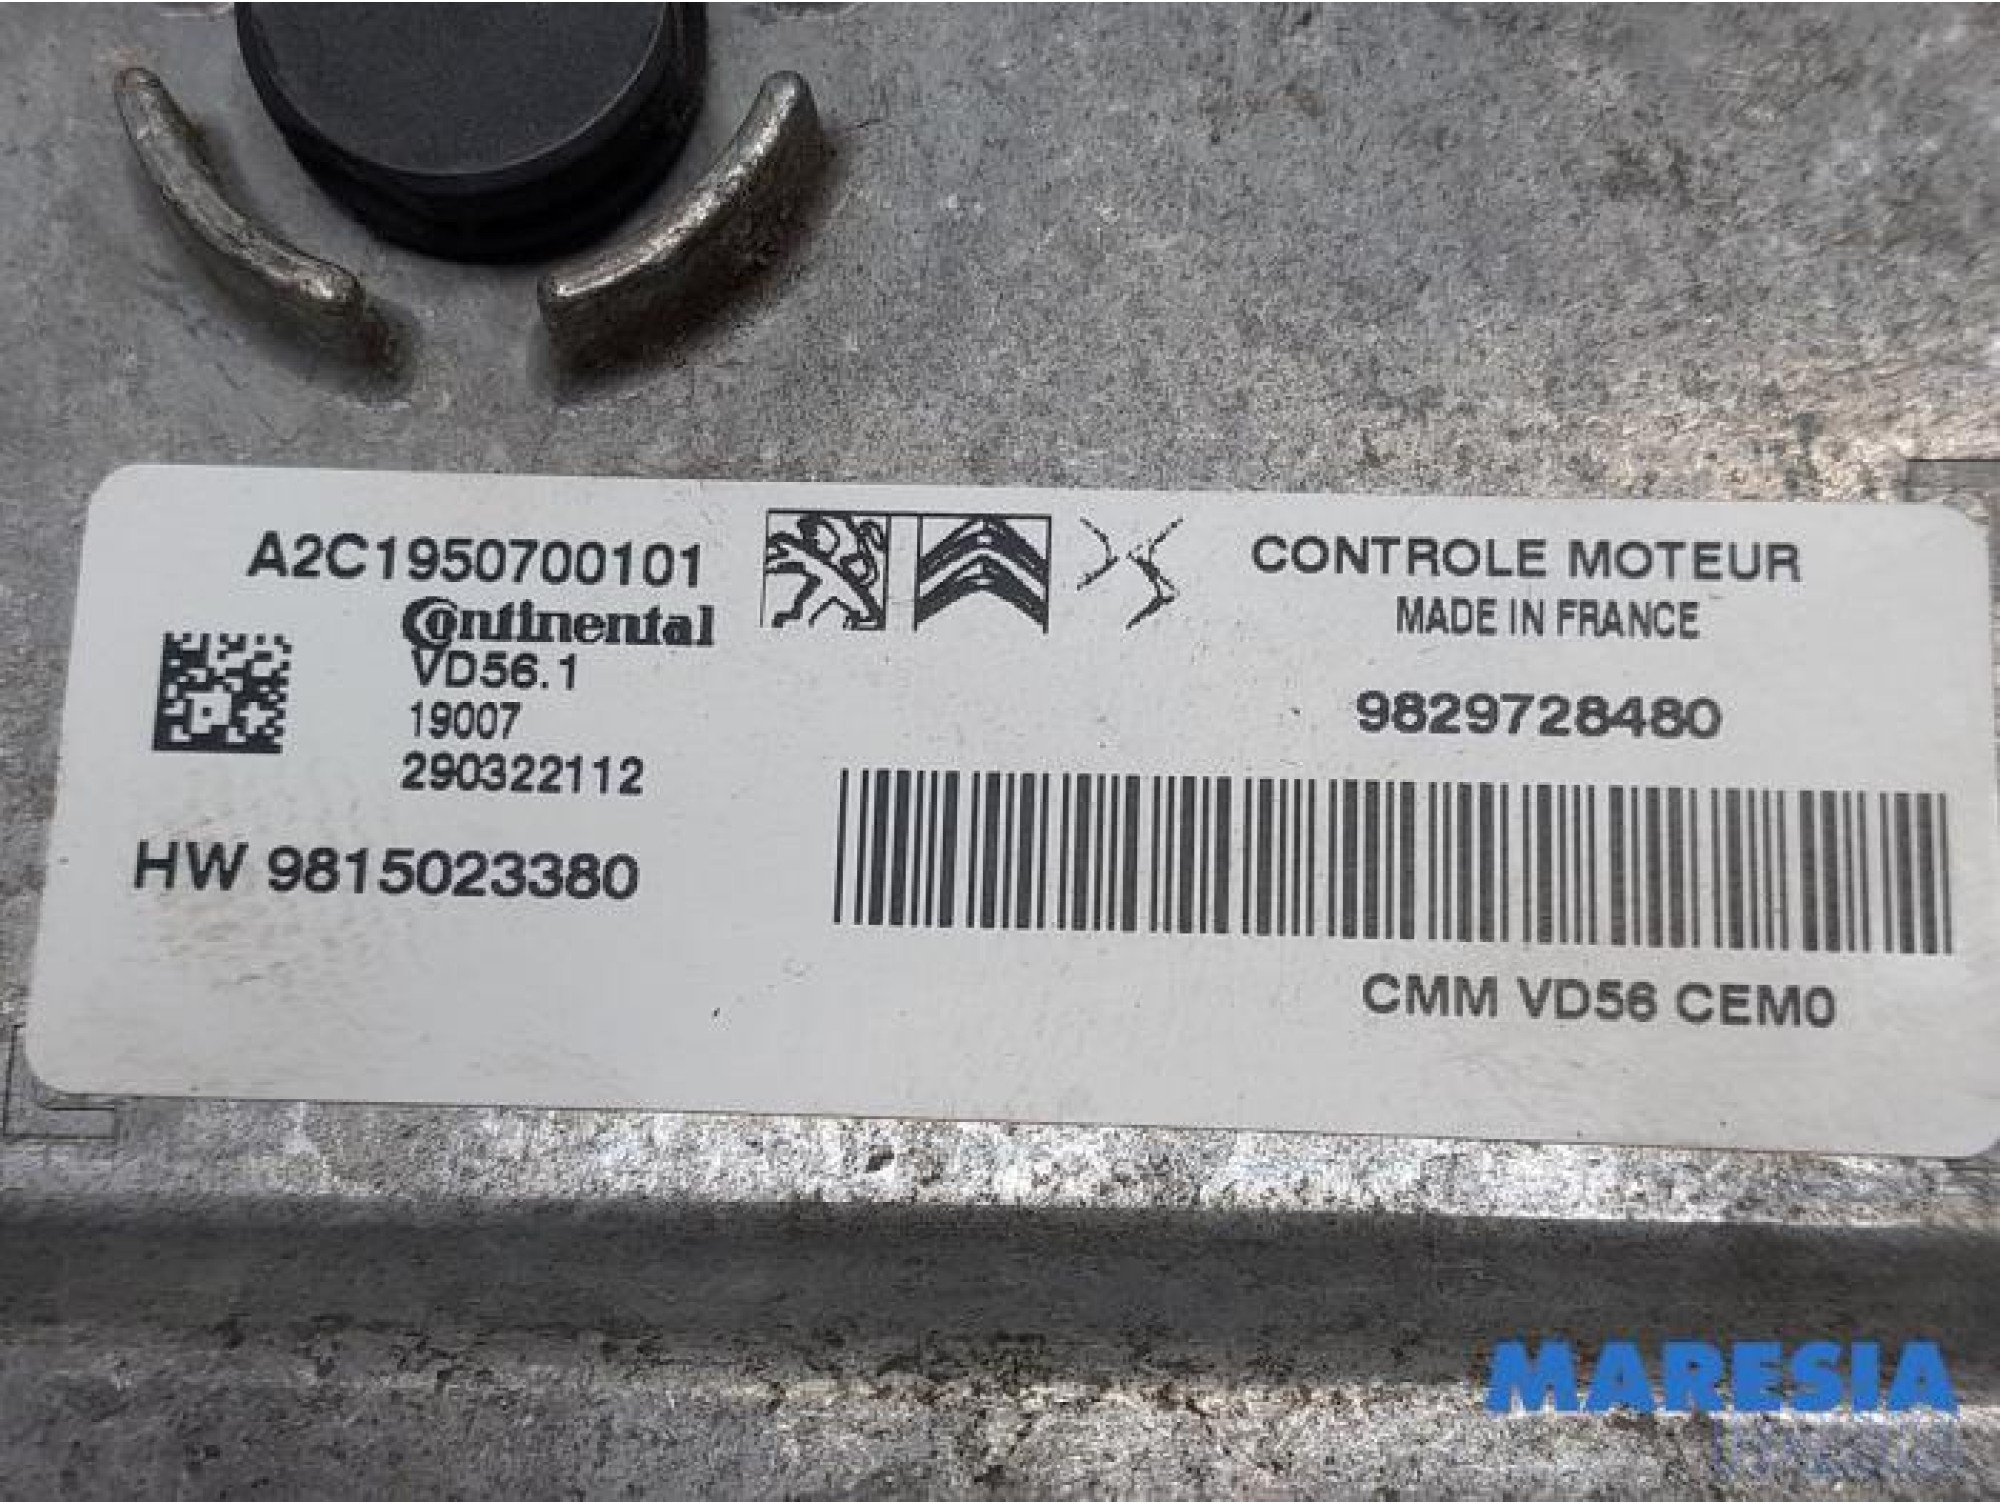 A2C1950700101
Continental
VD56.1
19007
290322112
HW 9815023380
CONTROLE MOTEUR
MADE IN FRANCE
9829728480
CMM VD56 CEM0
MARESIA